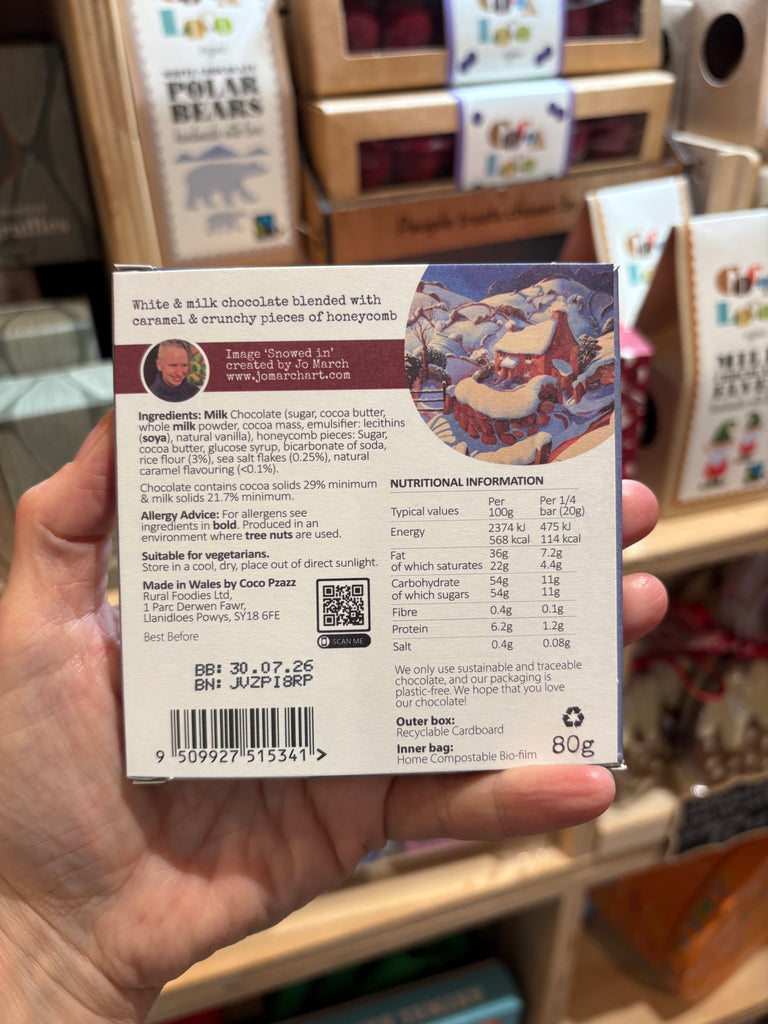 POLAR
BEARS
White & milk chocolate blended with
caramel & crunchy pieces of honeycomb
Image 'Snowed in'
created by Jo March
www.jomarchart.com
Ingredients: Milk Chocolate (sugar, cocoa butter,
whole milk powder, cocoa mass, emulsifier: lecithins
(soya), natural vanilla), honeycomb pieces: Sugar,
cocoa butter, glucose syrup, bicarbonate of soda,
rice flour (3%), sea salt flakes (0.25%), natural
caramel flavouring (<0.1%).
Chocolate contains cocoa solids 29% minimum
& milk solids 21.7% minimum.
Allergy Advice: For allergens see
ingredients in bold. Produced in an
environment where tree nuts are used.
Suitable for vegetarians.
Store in a cool, dry, place out of direct sunlight.
Made in Wales by Coco Pzazz
Rural Foodies Ltd,
1 Parc Derwen Fawr,
Llanidloes Powys, SY18 6FE
SCAN ME
Best Before
BB: 30.07.26
BN: JVZPI8RP
9 509927 515341 >
NUTRITIONAL INFORMATION
Typical values Per 100g Per 1/4 bar (20g)
Energy 2374 kJ 475 kJ
568 kcal 114 kcal
Fat 36g 7.2g
of which saturates 22g 4.4g
Carbohydrate 54g 11g
of which sugars 54g 11g
Fibre 0.4g 0.1g
Protein 6.2g 1.2g
Salt 0.4g 0.08g
We only use sustainable and traceable
chocolate, and our packaging is
plastic-free. We hope that you love
our chocolate!
Outer box:
Recyclable Cardboard
Inner bag:
Home Compostable Bio-film
80g